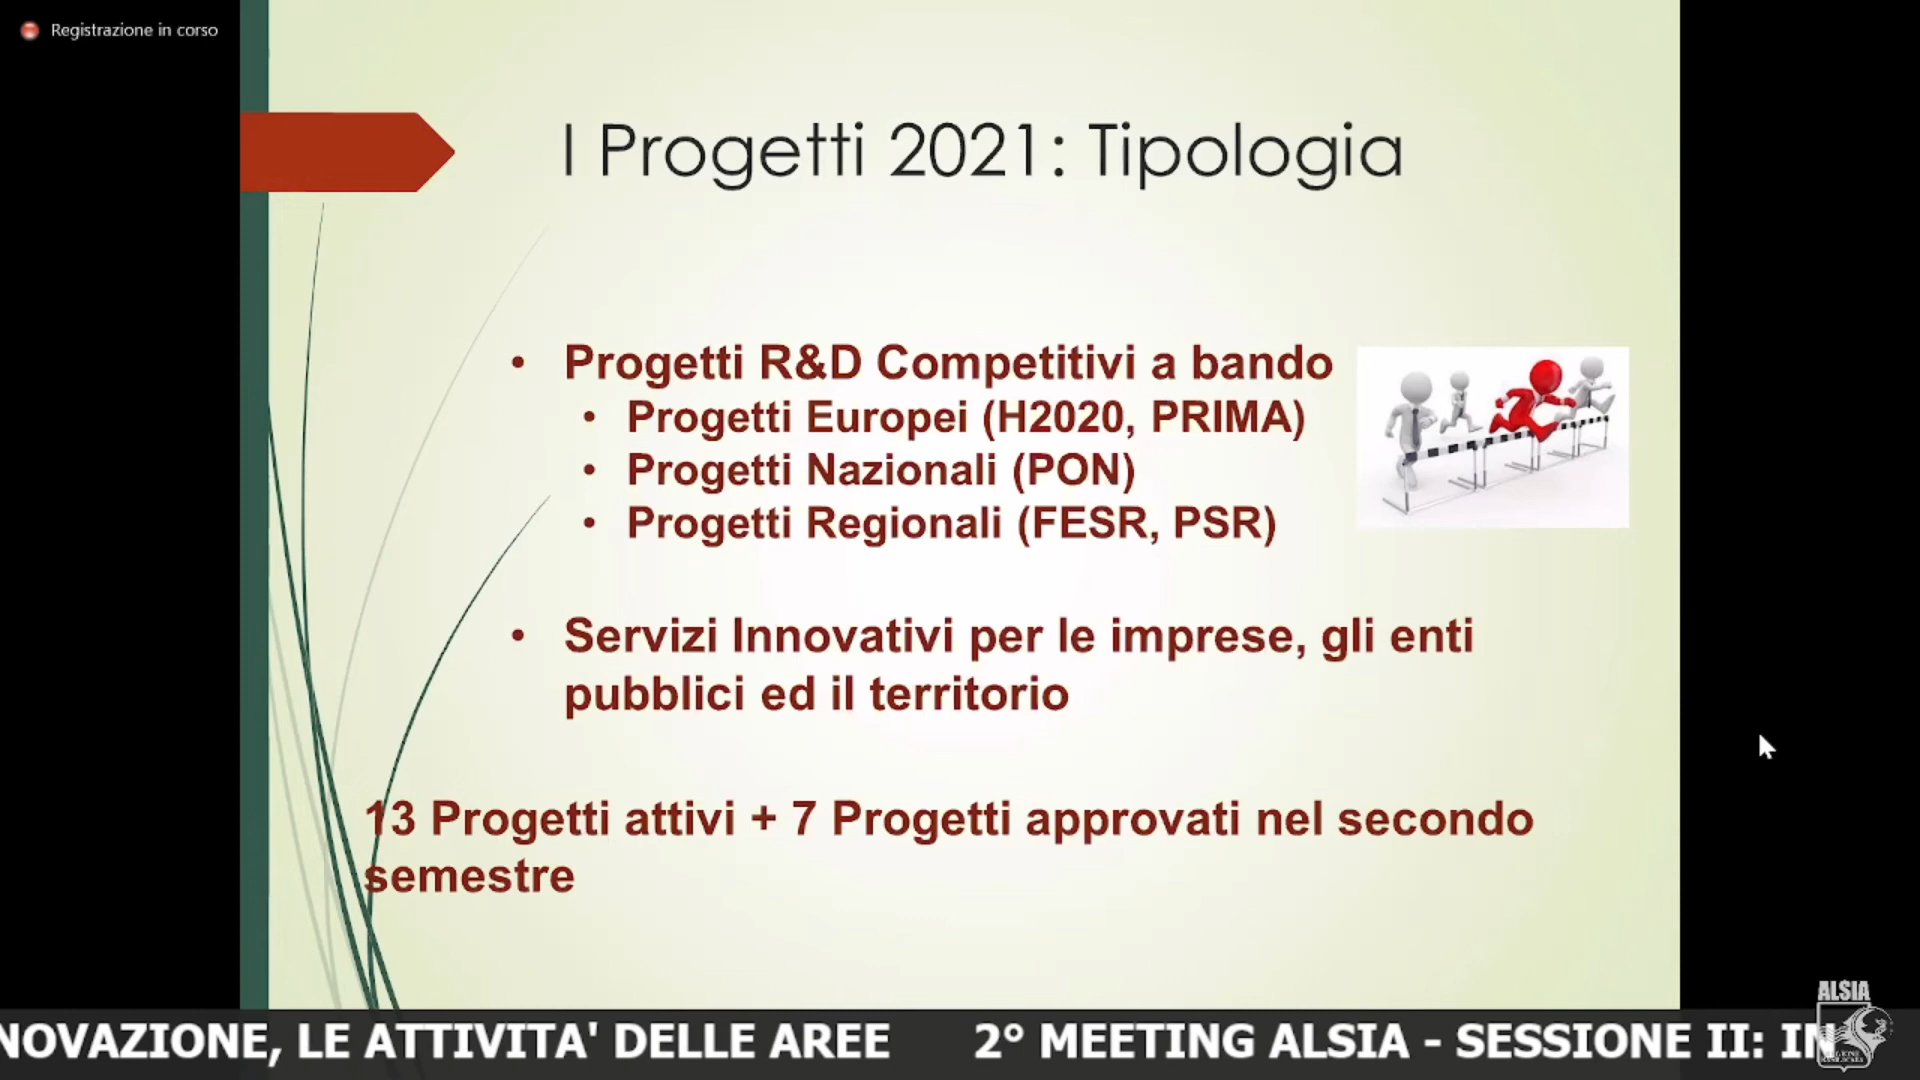 Registrazione in corso
I Progetti 2021: Tipologia
• Progetti R&D Competitivi a bando
• Progetti Europei (H2020, PRIMA)
• Progetti Nazionali (PON)
• Progetti Regionali (FESR, PSR)
• Servizi Innovativi per le imprese, gli enti
pubblici ed il territorio
13 Progetti attivi + 7 Progetti approvati nel secondo
semestre
ALSIA
NOVAZIONE, LE ATTIVITA' DELLE AREE 2° MEETING ALSIA - SESSIONE II: IN